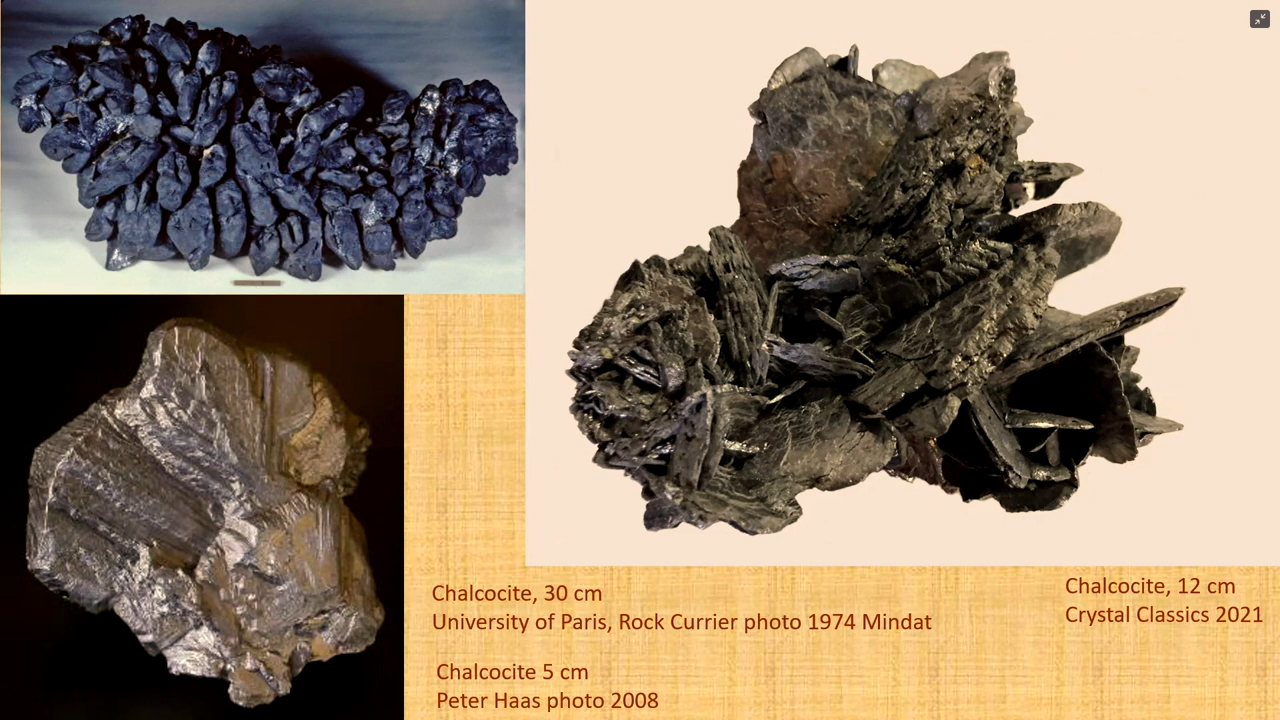 Chalcocite, 30 cm
University of Paris, Rock Currier photo 1974 Mindat
Chalcocite, 12 cm
Crystal Classics 2021
Chalcocite 5 cm
Peter Haas photo 2008